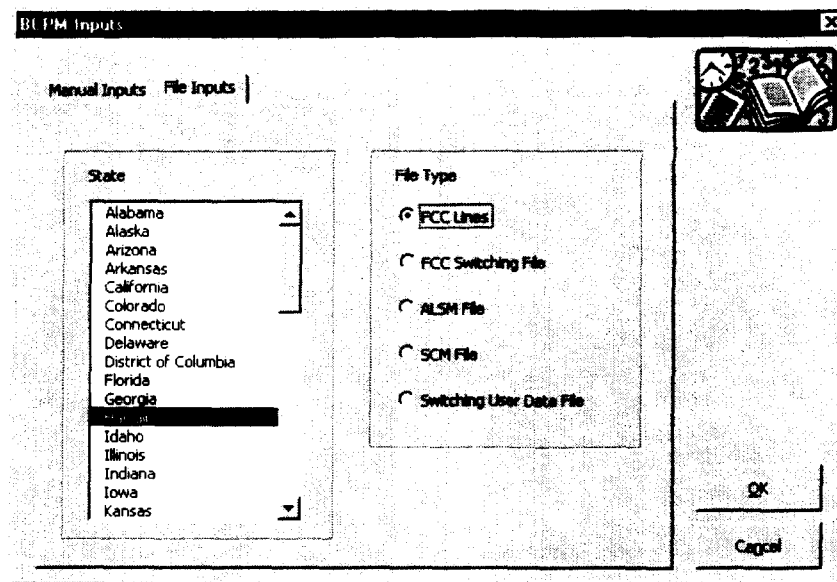 BCPM Inputs
Manual Inputs File Inputs
State
Alabama
Alaska
Arizona
Arkansas
California
Colorado
Connecticut
Delaware
District of Columbia
Florida
Georgia
Idaho
Illinois
Indiana
Iowa
Kansas
File Type
FCC Lines
FCC Switching File
ALSM File
SCM File
Switching User Data File
OK
Cancel